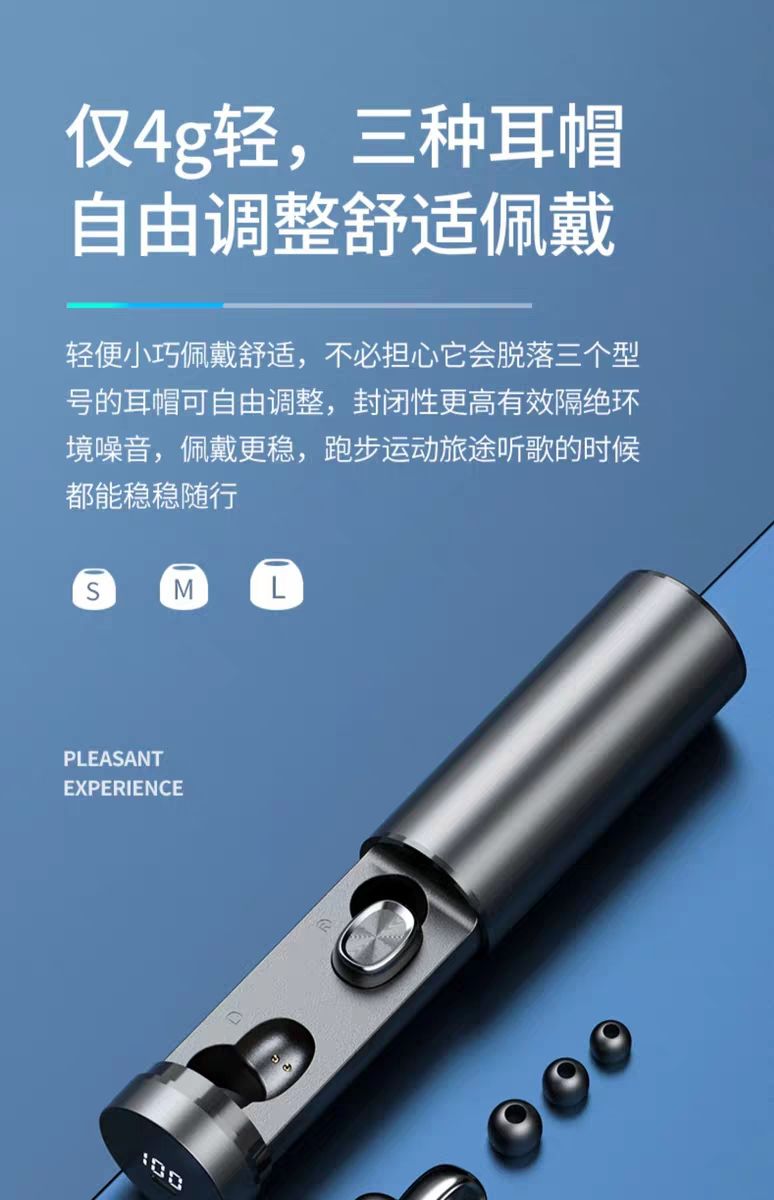 仅4g轻，三种耳帽
自由调整舒适佩戴
轻便小巧佩戴舒适，不必担心它会脱落三个型
号的耳帽可自由调整，封闭性更高有效隔绝环
境噪音，佩戴更稳，跑步运动旅途听歌的时候
都能稳稳随行
S M L
PLEASANT
EXPERIENCE
R
100